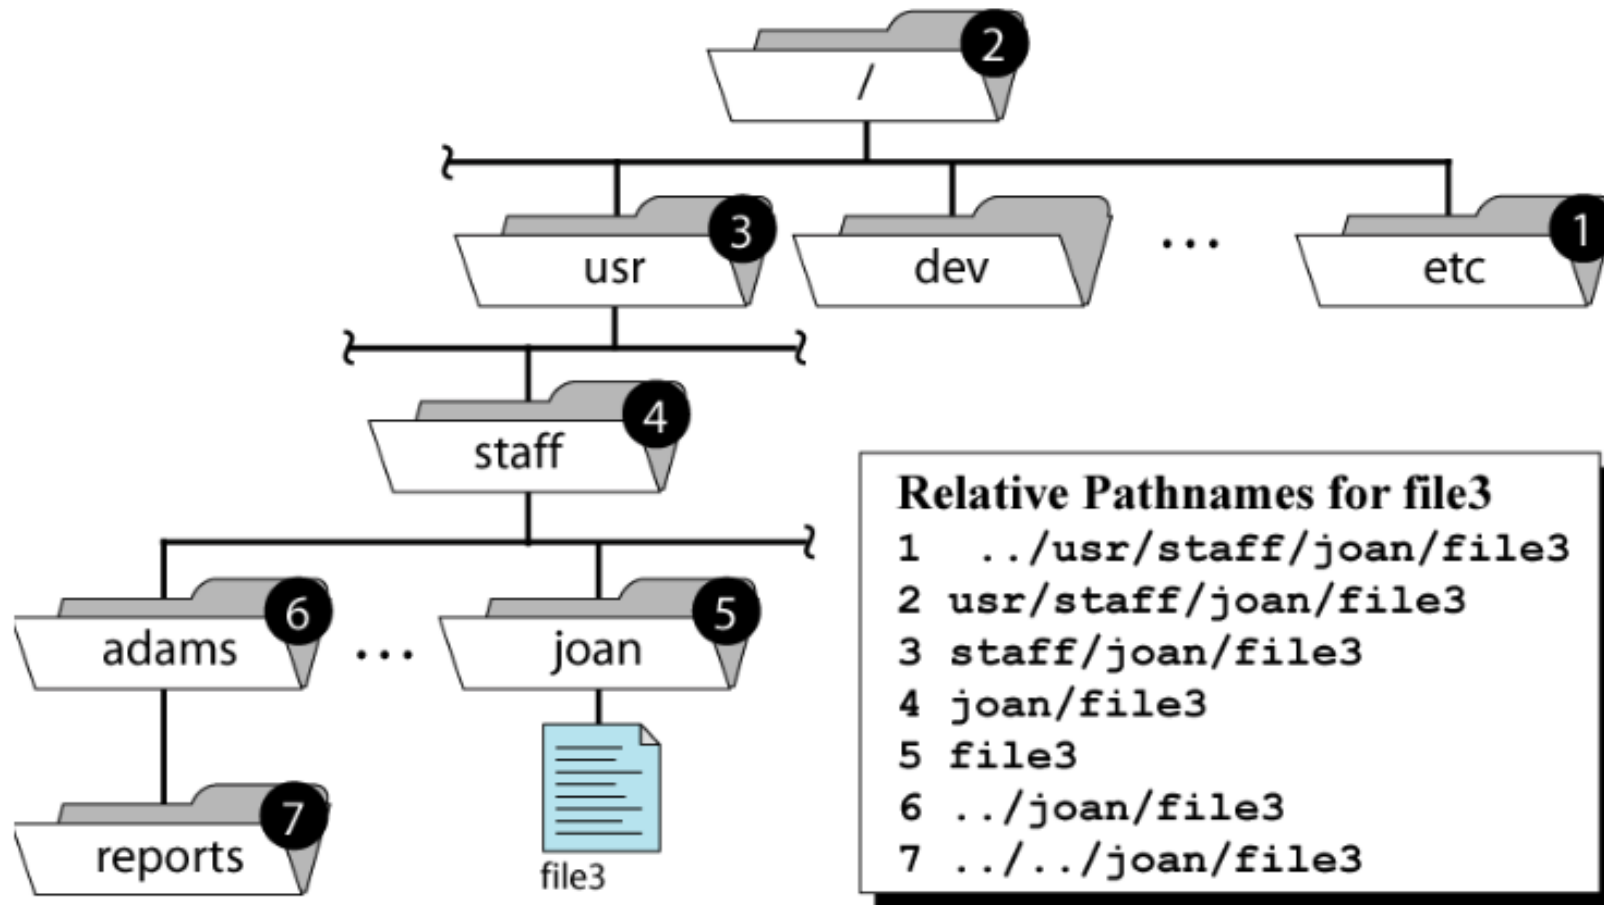 /
2
usr
3
dev
...
etc
1
staff
4
adams
6
...
joan
5
reports
7
file3
Relative Pathnames for file3
1 ../usr/staff/joan/file3
2 usr/staff/joan/file3
3 staff/joan/file3
4 joan/file3
5 file3
6 ../joan/file3
7 ../../joan/file3